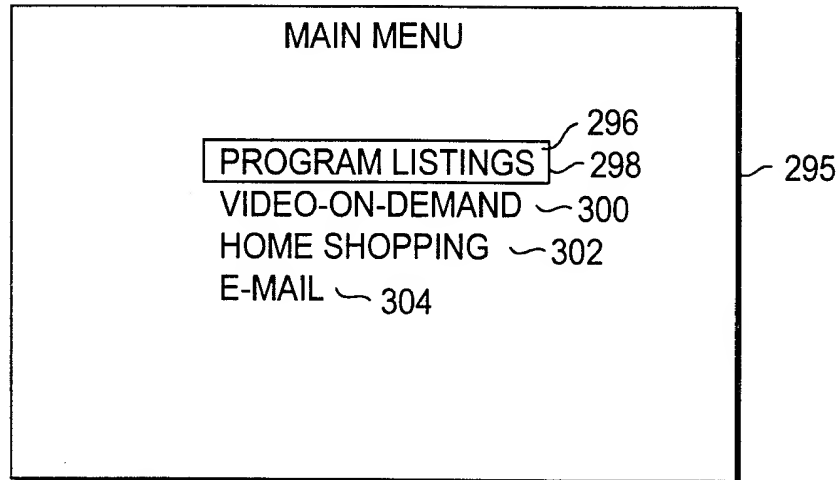 MAIN MENU
296
PROGRAM LISTINGS 298
295
VIDEO-ON-DEMAND 300
HOME SHOPPING 302
E-MAIL 304